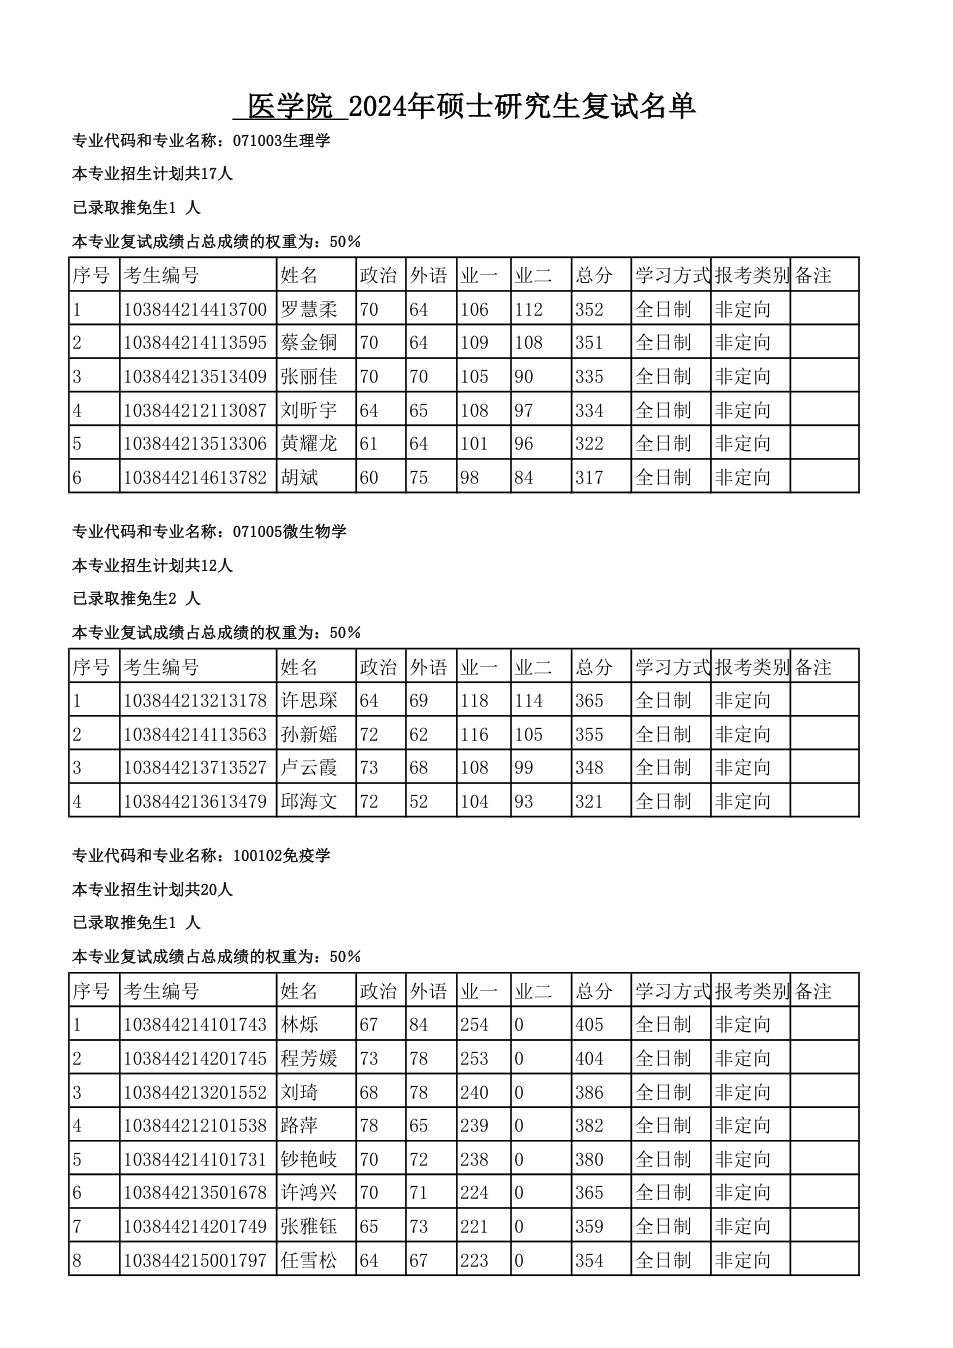 医学院 2024年硕士研究生复试名单
专业代码和专业名称：071003生理学
本专业招生计划共17人
已录取推免生1 人
本专业复试成绩占总成绩的权重为：50%
序号 考生编号 姓名 政治 外语 业一 业二 总分 学习方式 报考类别 备注
1 103844214413700 罗慧柔 70 64 106 112 352 全日制 非定向
2 103844214113595 蔡金铜 70 64 109 108 351 全日制 非定向
3 103844213513409 张丽佳 70 70 105 90 335 全日制 非定向
4 103844212113087 刘昕宇 64 65 108 97 334 全日制 非定向
5 103844213513306 黄耀龙 61 64 101 96 322 全日制 非定向
6 103844214613782 胡斌 60 75 98 84 317 全日制 非定向
专业代码和专业名称：071005微生物学
本专业招生计划共12人
已录取推免生2 人
本专业复试成绩占总成绩的权重为：50%
序号 考生编号 姓名 政治 外语 业一 业二 总分 学习方式 报考类别 备注
1 103844213213178 许思琛 64 69 118 114 365 全日制 非定向
2 103844214113563 孙新嫄 72 62 116 105 355 全日制 非定向
3 103844213713527 卢云霞 73 68 108 99 348 全日制 非定向
4 103844213613479 邱海文 72 52 104 93 321 全日制 非定向
专业代码和专业名称：100102免疫学
本专业招生计划共20人
已录取推免生1 人
本专业复试成绩占总成绩的权重为：50%
序号 考生编号 姓名 政治 外语 业一 业二 总分 学习方式 报考类别 备注
1 103844214101743 林烁 67 84 254 0 405 全日制 非定向
2 103844214201745 程芳媛 73 78 253 0 404 全日制 非定向
3 103844213201552 刘琦 68 78 240 0 386 全日制 非定向
4 103844212101538 路萍 78 65 239 0 382 全日制 非定向
5 103844214101731 钞艳岐 70 72 238 0 380 全日制 非定向
6 103844213501678 许鸿兴 70 71 224 0 365 全日制 非定向
7 103844214201749 张雅钰 65 73 221 0 359 全日制 非定向
8 103844215001797 任雪松 64 67 223 0 354 全日制 非定向